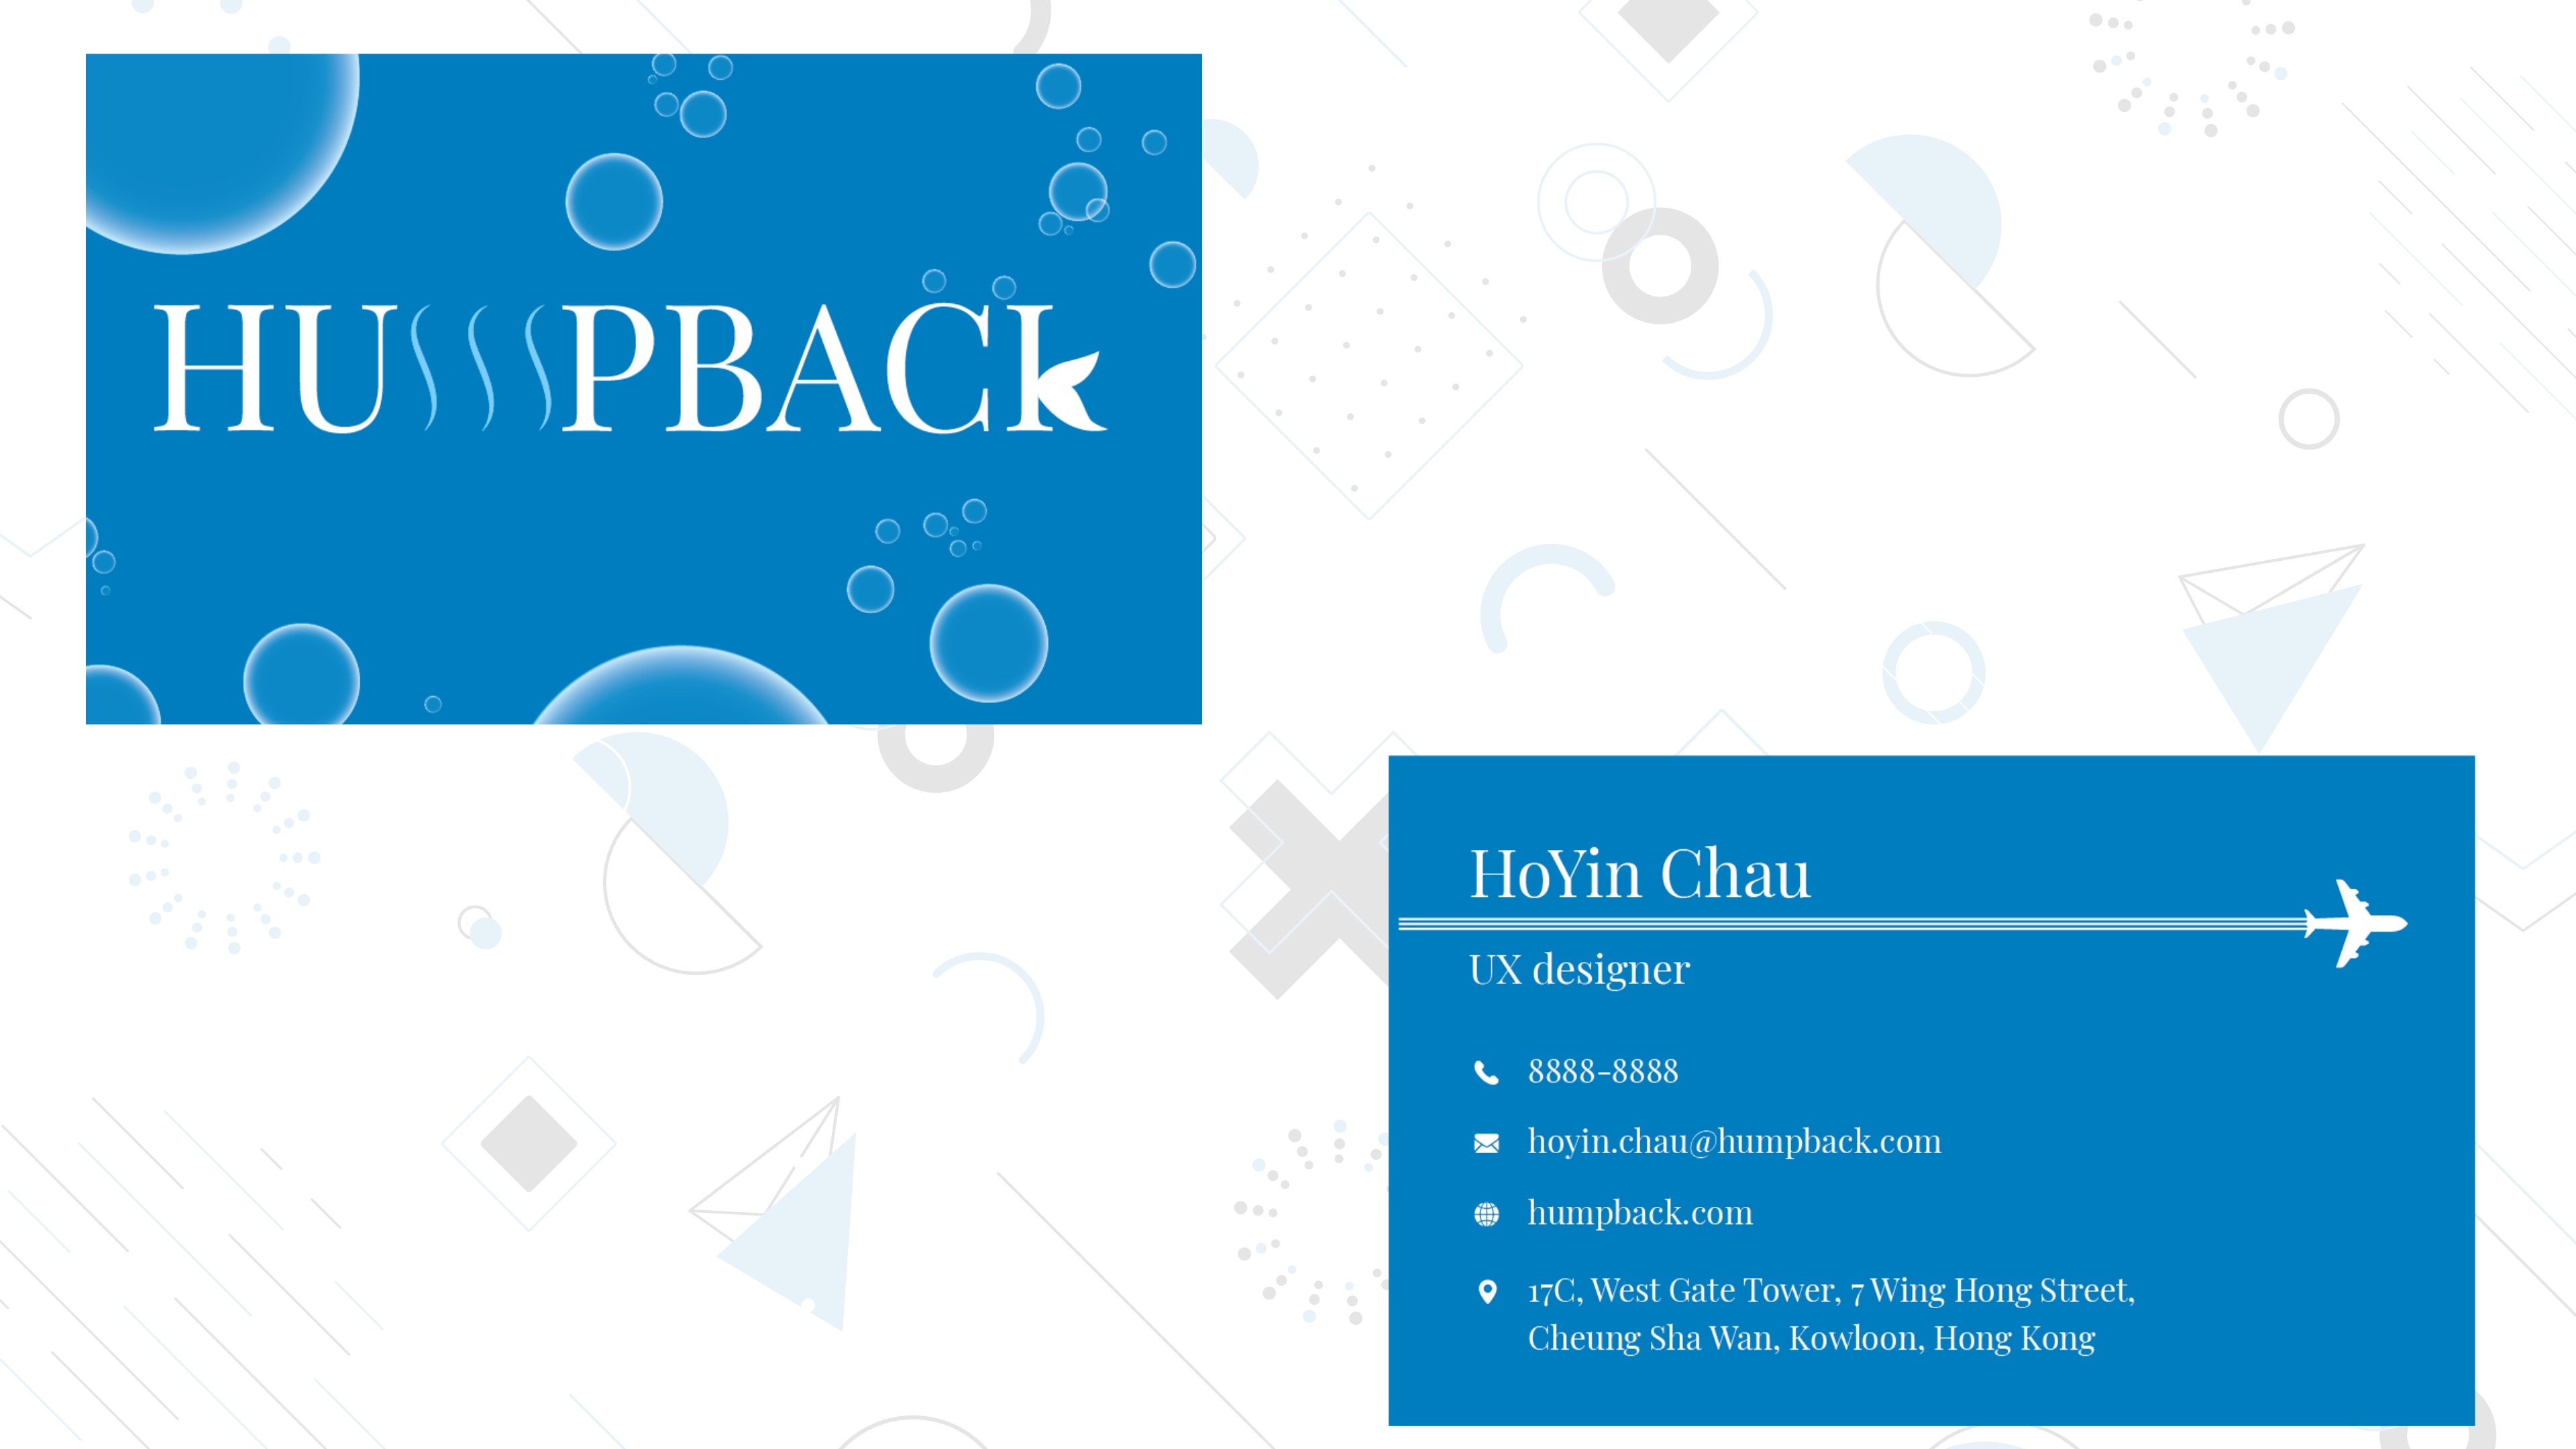 HUMPBACK
HoYin Chau
UX designer
8888-8888
hoyin.chau@humpback.com
humpback.com
17C, West Gate Tower, 7 Wing Hong Street,
Cheung Sha Wan, Kowloon, Hong Kong